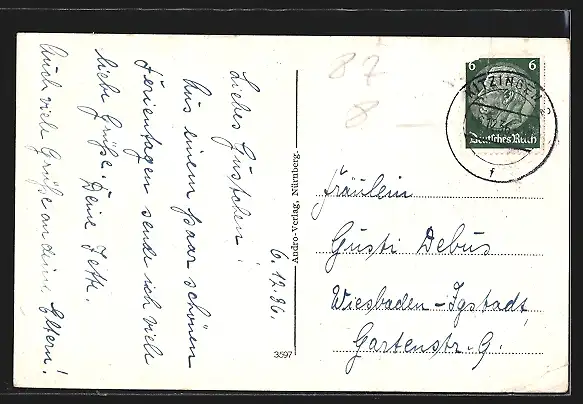 6.12.36.
Liebes Gustchen!
Aus einem paar schönen
Ferientagen sende ich viele
liebe Grüße. Deine Jette.
Auch viele Grüße an deine Eltern!
Andro-Verlag, Nürnberg.
3597
87
8 —
6 6
Deutsches Reich
KITZINGEN 2
f
Fräulein
Gusti Debus
Wiesbaden-Igstadt
Gartenstr. 9.